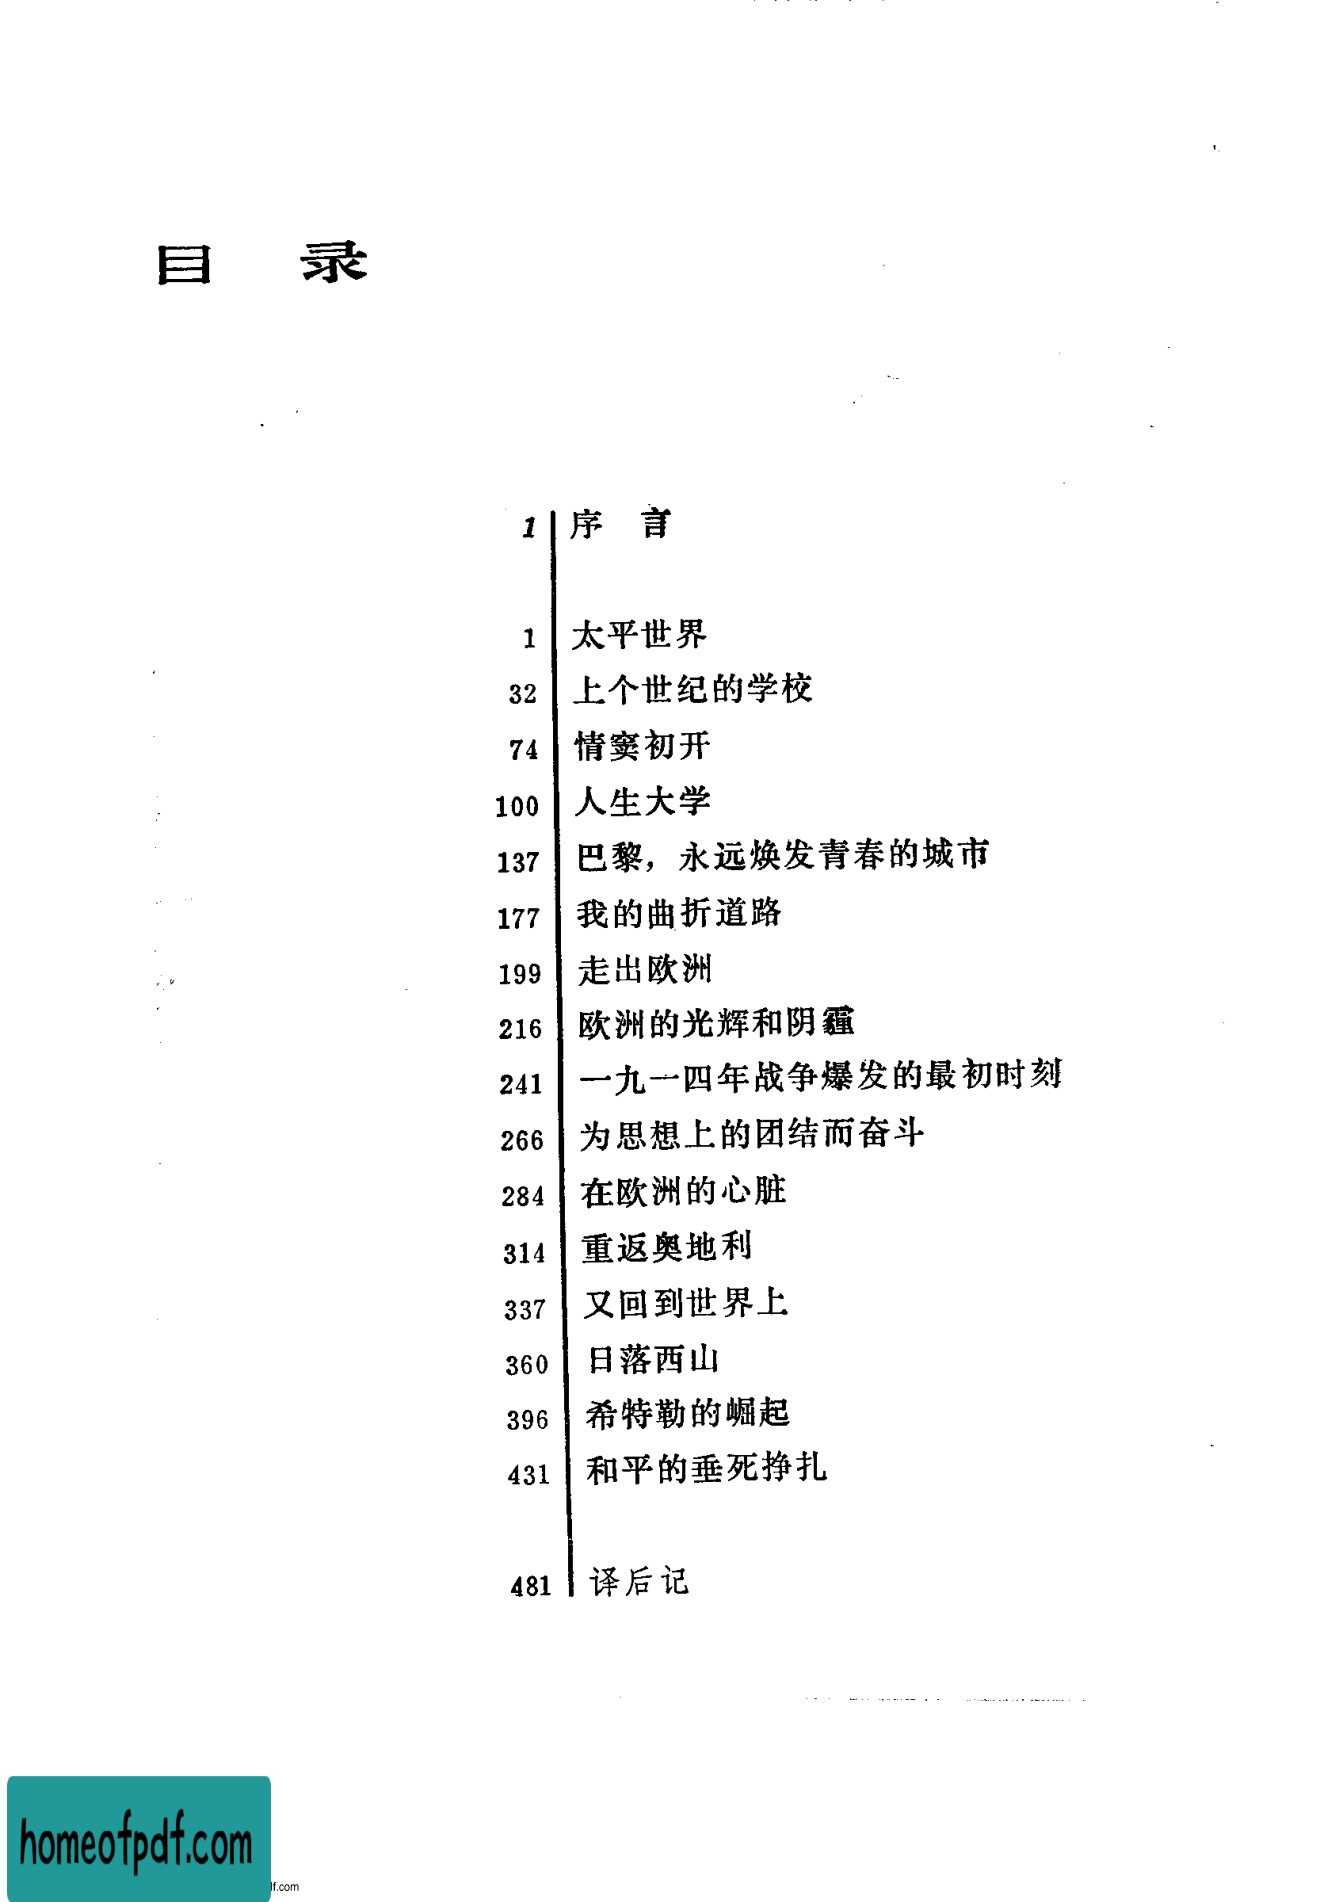 目 录
1 序 言
1 太平世界
32 上个世纪的学校
74 情窦初开
100 人生大学
137 巴黎，永远焕发青春的城市
177 我的曲折道路
199 走出欧洲
216 欧洲的光辉和阴霾
241 一九一四年战争爆发的最初时刻
266 为思想上的团结而奋斗
284 在欧洲的心脏
314 重返奥地利
337 又回到世界上
360 日落西山
396 希特勒的崛起
431 和平的垂死挣扎
481 译后记
homeofpdf.com
lf.com